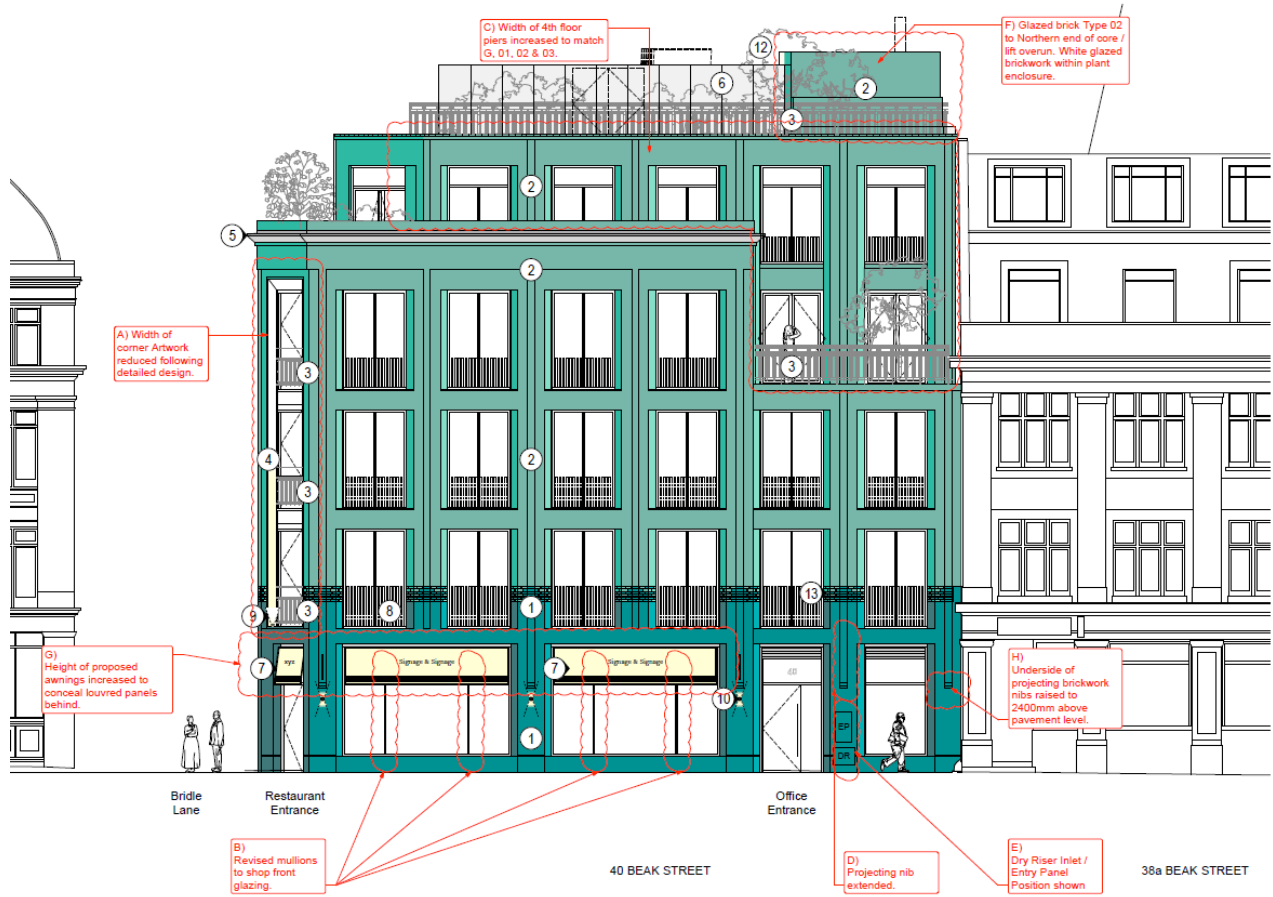 C) Width of 4th floor
piers increased to match
G, 01, 02 & 03.
F) Glazed brick Type 02
to Northern end of core /
lift overun. White glazed
brickwork within plant
enclosure.
12
6
2
3
2
5
2
A) Width of
corner Artwork
reduced following
detailed design.
3
3
4
2
3
13
9
3
8
1
G)
Height of proposed
awnings increased to
conceal louvred panels
behind.
7
xyz
Signage & Signage
7
Signage & Signage
10
H)
Underside of
projecting brickwork
nibs raised to
2400mm above
pavement level.
1
EP
DR
Bridle
Lane
Restaurant
Entrance
Office
Entrance
B)
Revised mullions
to shop front
glazing.
40 BEAK STREET
D)
Projecting nib
extended.
E)
Dry Riser Inlet /
Entry Panel
Position shown
38a BEAK STREET